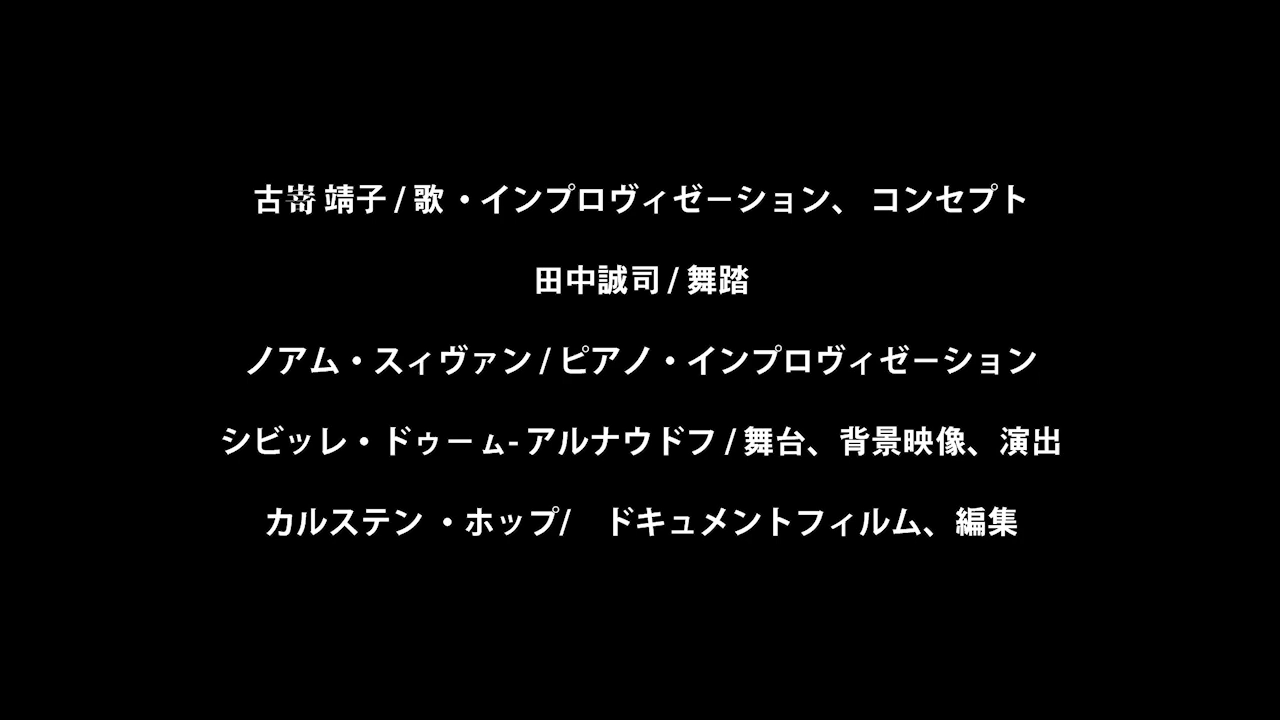 古嵜 靖子 / 歌 ・インプロヴィゼーション、 コンセプト
田中誠司 / 舞踏
ノアム・スィヴァン / ピアノ・インプロヴィゼーション
シビッレ・ドゥーㇺ- アルナウドフ / 舞台、背景映像、演出
カルステン ・ホップ/　ドキュメントフィルム、編集